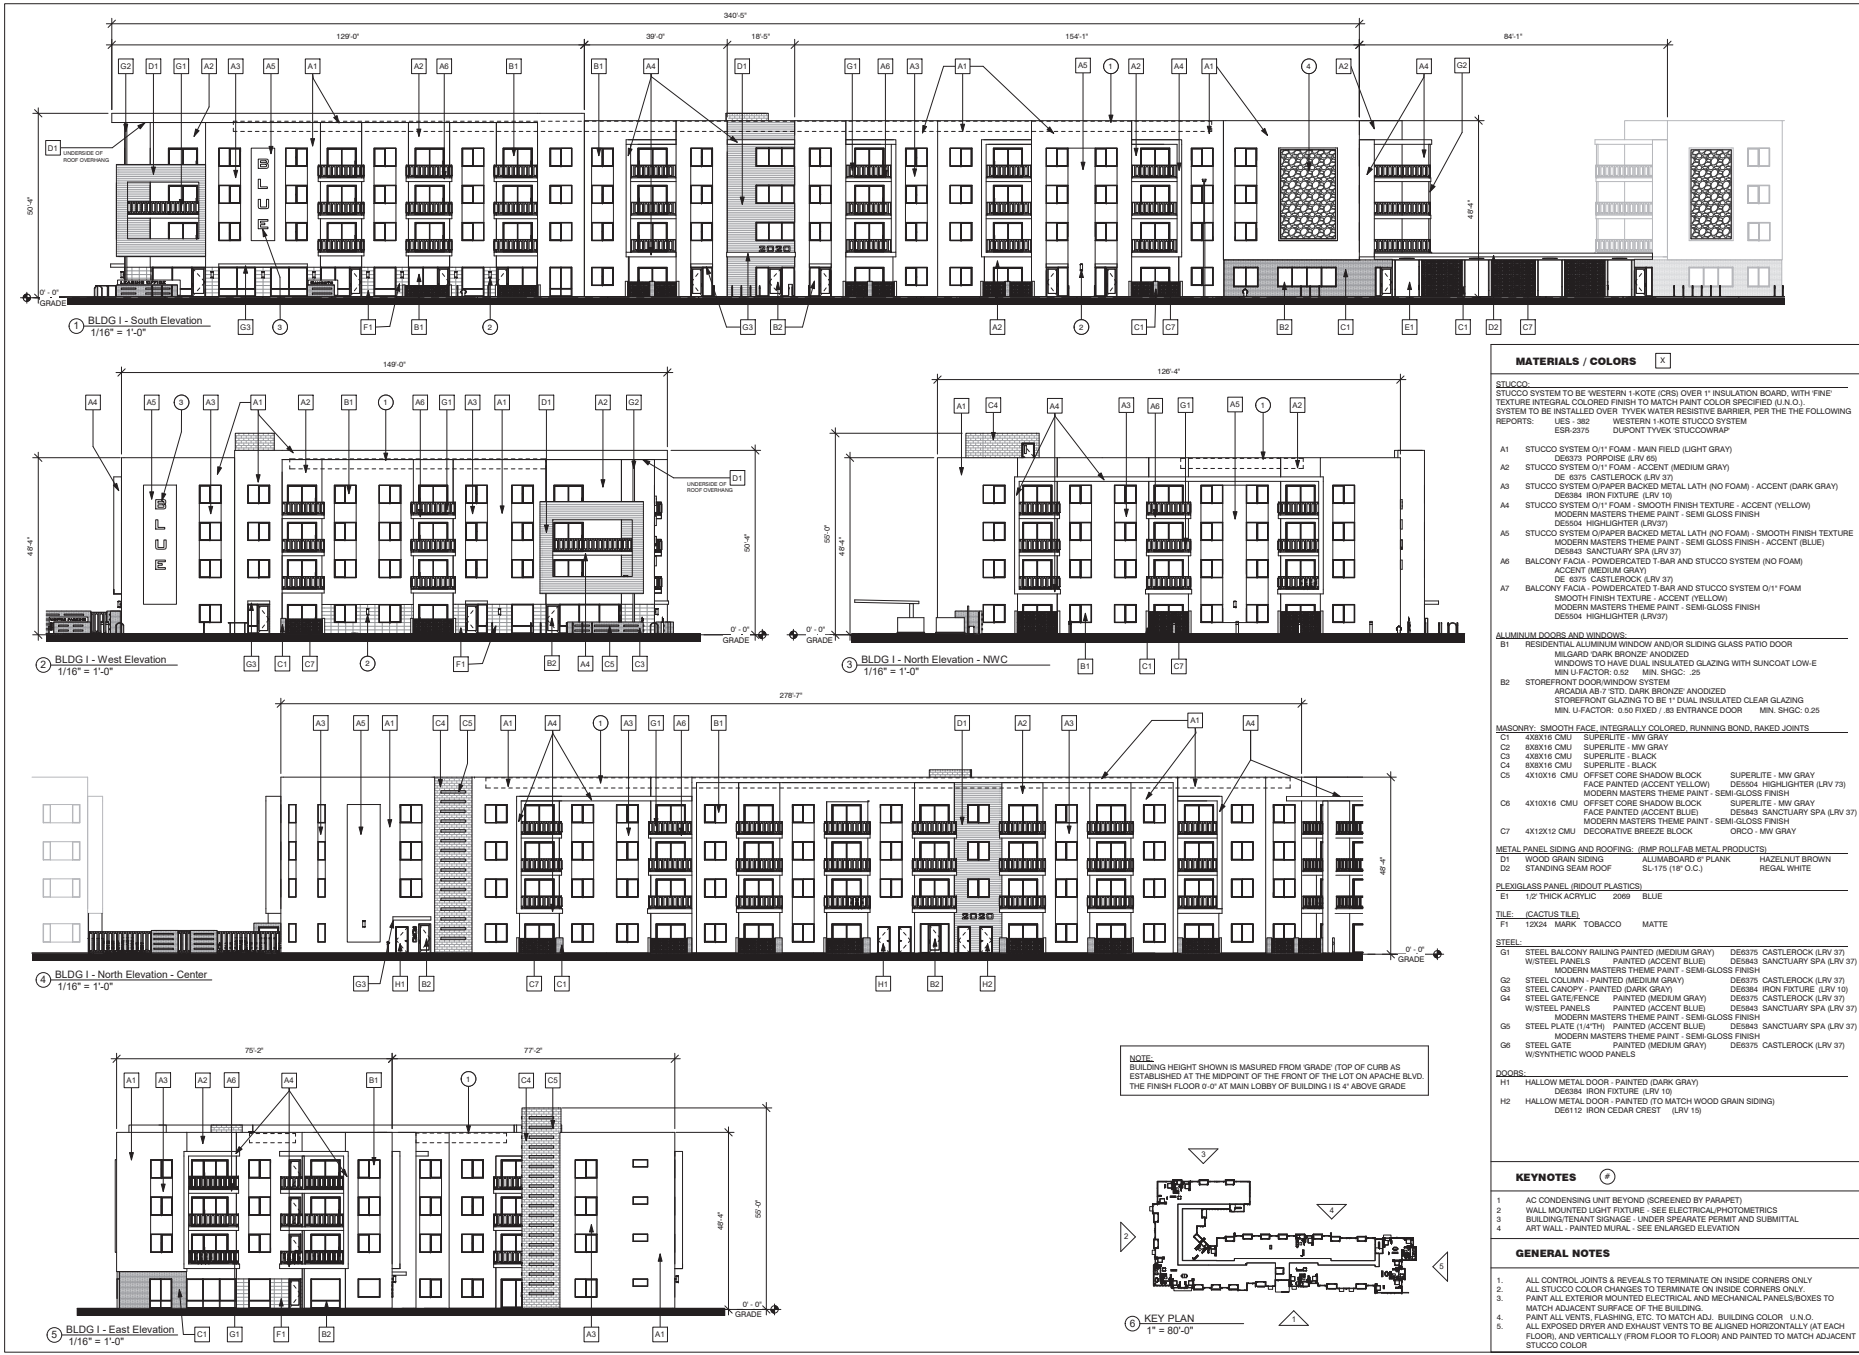 340'-5"
129'-0" 39'-0" 18'-5" 154'-1" 84'-1"
G2 D1 G1 A2 A3 A5 A1 A2 A6 B1 B1 A4 D1 G1 A6 A3 A1 A5 1 A2 A4 A1 4 A2 A4 G2
D1 UNDERSIDE OF
ROOF OVERHANG
50'-4"
48'-4"
BLUE
2020
0' - 0"
GRADE
1 BLDG I - South Elevation
1/16" = 1'-0"
G3 3 F1 B1 2 G3 B2 A2 2 C1 C7 B2 C1 E1 C1 D2 C7
149'-0"
A4 A5 3 A3 A1 A2 B1 1 A6 G1 A3 A1 D1 A2 G2
D1
UNDERSIDE OF
ROOF OVERHANG
48'-4"
50'-4"
BLUE
0' - 0"
GRADE
2 BLDG I - West Elevation
1/16" = 1'-0"
G3 C1 C7 2 F1 B2 A4 C5 C3
126'-4"
A1 C4 A4 A3 A6 G1 A5 1 A2
55'-0"
48'-4"
0' - 0"
GRADE
3 BLDG I - North Elevation - NWC
1/16" = 1'-0"
B1 C1 C7
278'-7"
A3 A5 A1 C4 C5 A1 A4 1 A3 G1 A6 B1 D1 A2 A3 A1 A4
2020
48'-4"
0' - 0"
GRADE
4 BLDG I - North Elevation - Center
1/16" = 1'-0"
G3 H1 B2 C7 C1 H1 B2 H2
75'-2" 77'-2"
A1 A3 A2 A6 A4 B1 1 C4 C5
48'-4"
55'-0"
0' - 0"
GRADE
5 BLDG I - East Elevation
1/16" = 1'-0"
C1 G1 F1 B2 A3 A1
NOTE:
BUILDING HEIGHT SHOWN IS MASURED FROM 'GRADE' (TOP OF CURB AS
ESTABLISHED AT THE MIDPOINT OF THE FRONT OF THE LOT ON APACHE BLVD.
THE FINISH FLOOR 0'-0" AT MAIN LOBBY OF BUILDING I IS 4" ABOVE GRADE
3
4
2
5
1
6 KEY PLAN
1" = 80'-0"
MATERIALS / COLORS X
STUCCO:
STUCCO SYSTEM TO BE 'WESTERN 1-KOTE (CRS) OVER 1" INSULATION BOARD, WITH 'FINE'
TEXTURE INTEGRAL COLORED FINISH TO MATCH PAINT COLOR SPECIFIED (U.N.O.).
SYSTEM TO BE INSTALLED OVER TYVEK WATER RESISTIVE BARRIER, PER THE THE FOLLOWING
REPORTS: UES - 382 WESTERN 1-KOTE STUCCO SYSTEM
ESR-2375 DUPONT TYVEK 'STUCCOWRAP'
A1 STUCCO SYSTEM O/1" FOAM - MAIN FIELD (LIGHT GRAY)
DE6373 PORPOISE (LRV 65)
A2 STUCCO SYSTEM O/1" FOAM - ACCENT (MEDIUM GRAY)
DE 6375 CASTLEROCK (LRV 37)
A3 STUCCO SYSTEM O/PAPER BACKED METAL LATH (NO FOAM) - ACCENT (DARK GRAY)
DE6384 IRON FIXTURE (LRV 10)
A4 STUCCO SYSTEM O/1" FOAM - SMOOTH FINISH TEXTURE - ACCENT (YELLOW)
MODERN MASTERS THEME PAINT - SEMI GLOSS FINISH
DE5504 HIGHLIGHTER (LRV37)
A5 STUCCO SYSTEM O/PAPER BACKED METAL LATH (NO FOAM) - SMOOTH FINISH TEXTURE
MODERN MASTERS THEME PAINT - SEMI GLOSS FINISH - ACCENT (BLUE)
DE5843 SANCTUARY SPA (LRV 37)
A6 BALCONY FACIA - POWDERCATED T-BAR AND STUCCO SYSTEM (NO FOAM)
ACCENT (MEDIUM GRAY)
DE 6375 CASTLEROCK (LRV 37)
A7 BALCONY FACIA - POWDERCATED T-BAR AND STUCCO SYSTEM O/1" FOAM
SMOOTH FINISH TEXTURE - ACCENT (YELLOW)
MODERN MASTERS THEME PAINT - SEMI-GLOSS FINISH
DE5504 HIGHLIGHTER (LRV37)
ALUMINUM DOORS AND WINDOWS:
B1 RESIDENTIAL ALUMINUM WINDOW AND/OR SLIDING GLASS PATIO DOOR
MILGARD 'DARK BRONZE' ANODIZED
WINDOWS TO HAVE DUAL INSULATED GLAZING WITH SUNCOAT LOW-E
MIN U-FACTOR: 0.52 MIN. SHGC: .25
B2 STOREFRONT DOOR/WINDOW SYSTEM
ARCADIA AB-7 'STD. DARK BRONZE' ANODIZED
STOREFRONT GLAZING TO BE 1" DUAL INSULATED CLEAR GLAZING
MIN. U-FACTOR: 0.50 FIXED / .83 ENTRANCE DOOR MIN. SHGC: 0.25
MASONRY: SMOOTH FACE, INTEGRALLY COLORED, RUNNING BOND, RAKED JOINTS
C1 4X8X16 CMU SUPERLITE - MW GRAY
C2 8X8X16 CMU SUPERLITE - MW GRAY
C3 4X8X16 CMU SUPERLITE - BLACK
C4 8X8X16 CMU SUPERLITE - BLACK
C5 4X10X16 CMU OFFSET CORE SHADOW BLOCK SUPERLITE - MW GRAY
FACE PAINTED (ACCENT YELLOW) DE5504 HIGHLIGHTER (LRV 73)
MODERN MASTERS THEME PAINT - SEMI-GLOSS FINISH
C6 4X10X16 CMU OFFSET CORE SHADOW BLOCK SUPERLITE - MW GRAY
FACE PAINTED (ACCENT BLUE) DE5843 SANCTUARY SPA (LRV 37)
MODERN MASTERS THEME PAINT - SEMI-GLOSS FINISH
C7 4X12X12 CMU DECORATIVE BREEZE BLOCK ORCO - MW GRAY
METAL PANEL SIDING AND ROOFING: (RMP ROLLFAB METAL PRODUCTS)
D1 WOOD GRAIN SIDING ALUMABOARD 6" PLANK HAZELNUT BROWN
D2 STANDING SEAM ROOF SL-175 (18" O.C.) REGAL WHITE
PLEXIGLASS PANEL (RIDOUT PLASTICS)
E1 1/2' THICK ACRYLIC 2069 BLUE
TILE: (CACTUS TILE)
F1 12X24 MARK TOBACCO MATTE
STEEL:
G1 STEEL BALCONY RAILING PAINTED (MEDIUM GRAY) DE6375 CASTLEROCK (LRV 37)
W/STEEL PANELS PAINTED (ACCENT BLUE) DE5843 SANCTUARY SPA (LRV 37)
MODERN MASTERS THEME PAINT - SEMI-GLOSS FINISH
G2 STEEL COLUMN - PAINTED (MEDIUM GRAY) DE6375 CASTLEROCK (LRV 37)
G3 STEEL CANOPY - PAINTED (DARK GRAY) DE6384 IRON FIXTURE (LRV 10)
G4 STEEL GATE/FENCE PAINTED (MEDIUM GRAY) DE6375 CASTLEROCK (LRV 37)
W/STEEL PANELS PAINTED (ACCENT BLUE) DE5843 SANCTUARY SPA (LRV 37)
MODERN MASTERS THEME PAINT - SEMI-GLOSS FINISH
G5 STEEL PLATE (1/4"TH) PAINTED (ACCENT BLUE) DE5843 SANCTUARY SPA (LRV 37)
MODERN MASTERS THEME PAINT - SEMI-GLOSS FINISH
G6 STEEL GATE PAINTED (MEDIUM GRAY) DE6375 CASTLEROCK (LRV 37)
W/SYNTHETIC WOOD PANELS
DOORS:
H1 HALLOW METAL DOOR - PAINTED (DARK GRAY)
DE6384 IRON FIXTURE (LRV 10)
H2 HALLOW METAL DOOR - PAINTED (TO MATCH WOOD GRAIN SIDING)
DE6112 IRON CEDAR CREST (LRV 15)
KEYNOTES #
1 AC CONDENSING UNIT BEYOND (SCREENED BY PARAPET)
2 WALL MOUNTED LIGHT FIXTURE - SEE ELECTRICAL/PHOTOMETRICS
3 BUILDING/TENANT SIGNAGE - UNDER SPEARATE PERMIT AND SUBMITTAL
4 ART WALL - PAINTED MURAL - SEE ENLARGED ELEVATION
GENERAL NOTES
1. ALL CONTROL JOINTS & REVEALS TO TERMINATE ON INSIDE CORNERS ONLY
2. ALL STUCCO COLOR CHANGES TO TERMINATE ON INSIDE CORNERS ONLY.
3. PAINT ALL EXTERIOR MOUNTED ELECTRICAL AND MECHANICAL PANELS/BOXES TO
MATCH ADJACENT SURFACE OF THE BUILDING.
4. PAINT ALL VENTS, FLASHING, ETC. TO MATCH ADJ. BUILDING COLOR U.N.O.
5. ALL EXPOSED DRYER AND EXHAUST VENTS TO BE ALIGNED HORIZONTALLY (AT EACH
FLOOR), AND VERTICALLY (FROM FLOOR TO FLOOR) AND PAINTED TO MATCH ADJACENT
STUCCO COLOR